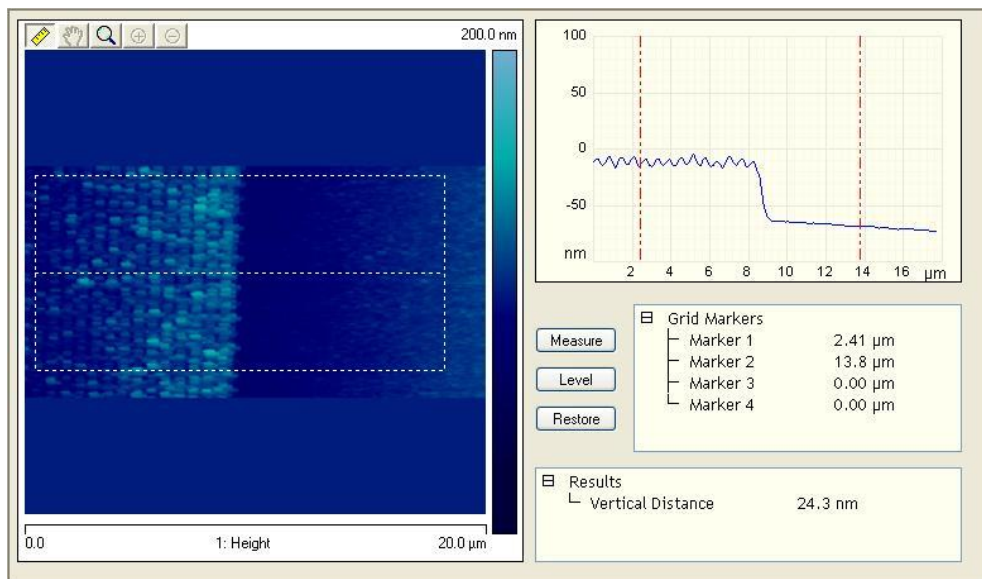 200.0 nm
0.0 1: Height 20.0 µm
100
50
0
-50
nm
2 4 6 8 10 12 14 16 µm
Measure
Level
Restore
Grid Markers
Marker 1 2.41 µm
Marker 2 13.8 µm
Marker 3 0.00 µm
Marker 4 0.00 µm
Results
Vertical Distance 24.3 nm